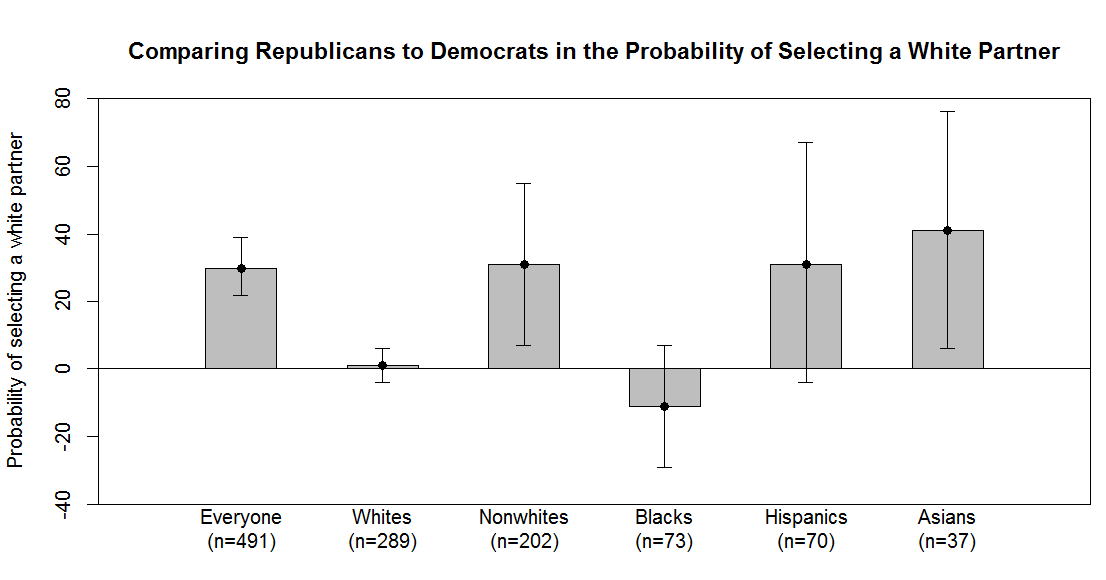 Comparing Republicans to Democrats in the Probability of Selecting a White Partner
Probability of selecting a white partner
80
60
40
20
0
-20
-40
Everyone Whites Nonwhites Blacks Hispanics Asians
(n=491) (n=289) (n=202) (n=73) (n=70) (n=37)